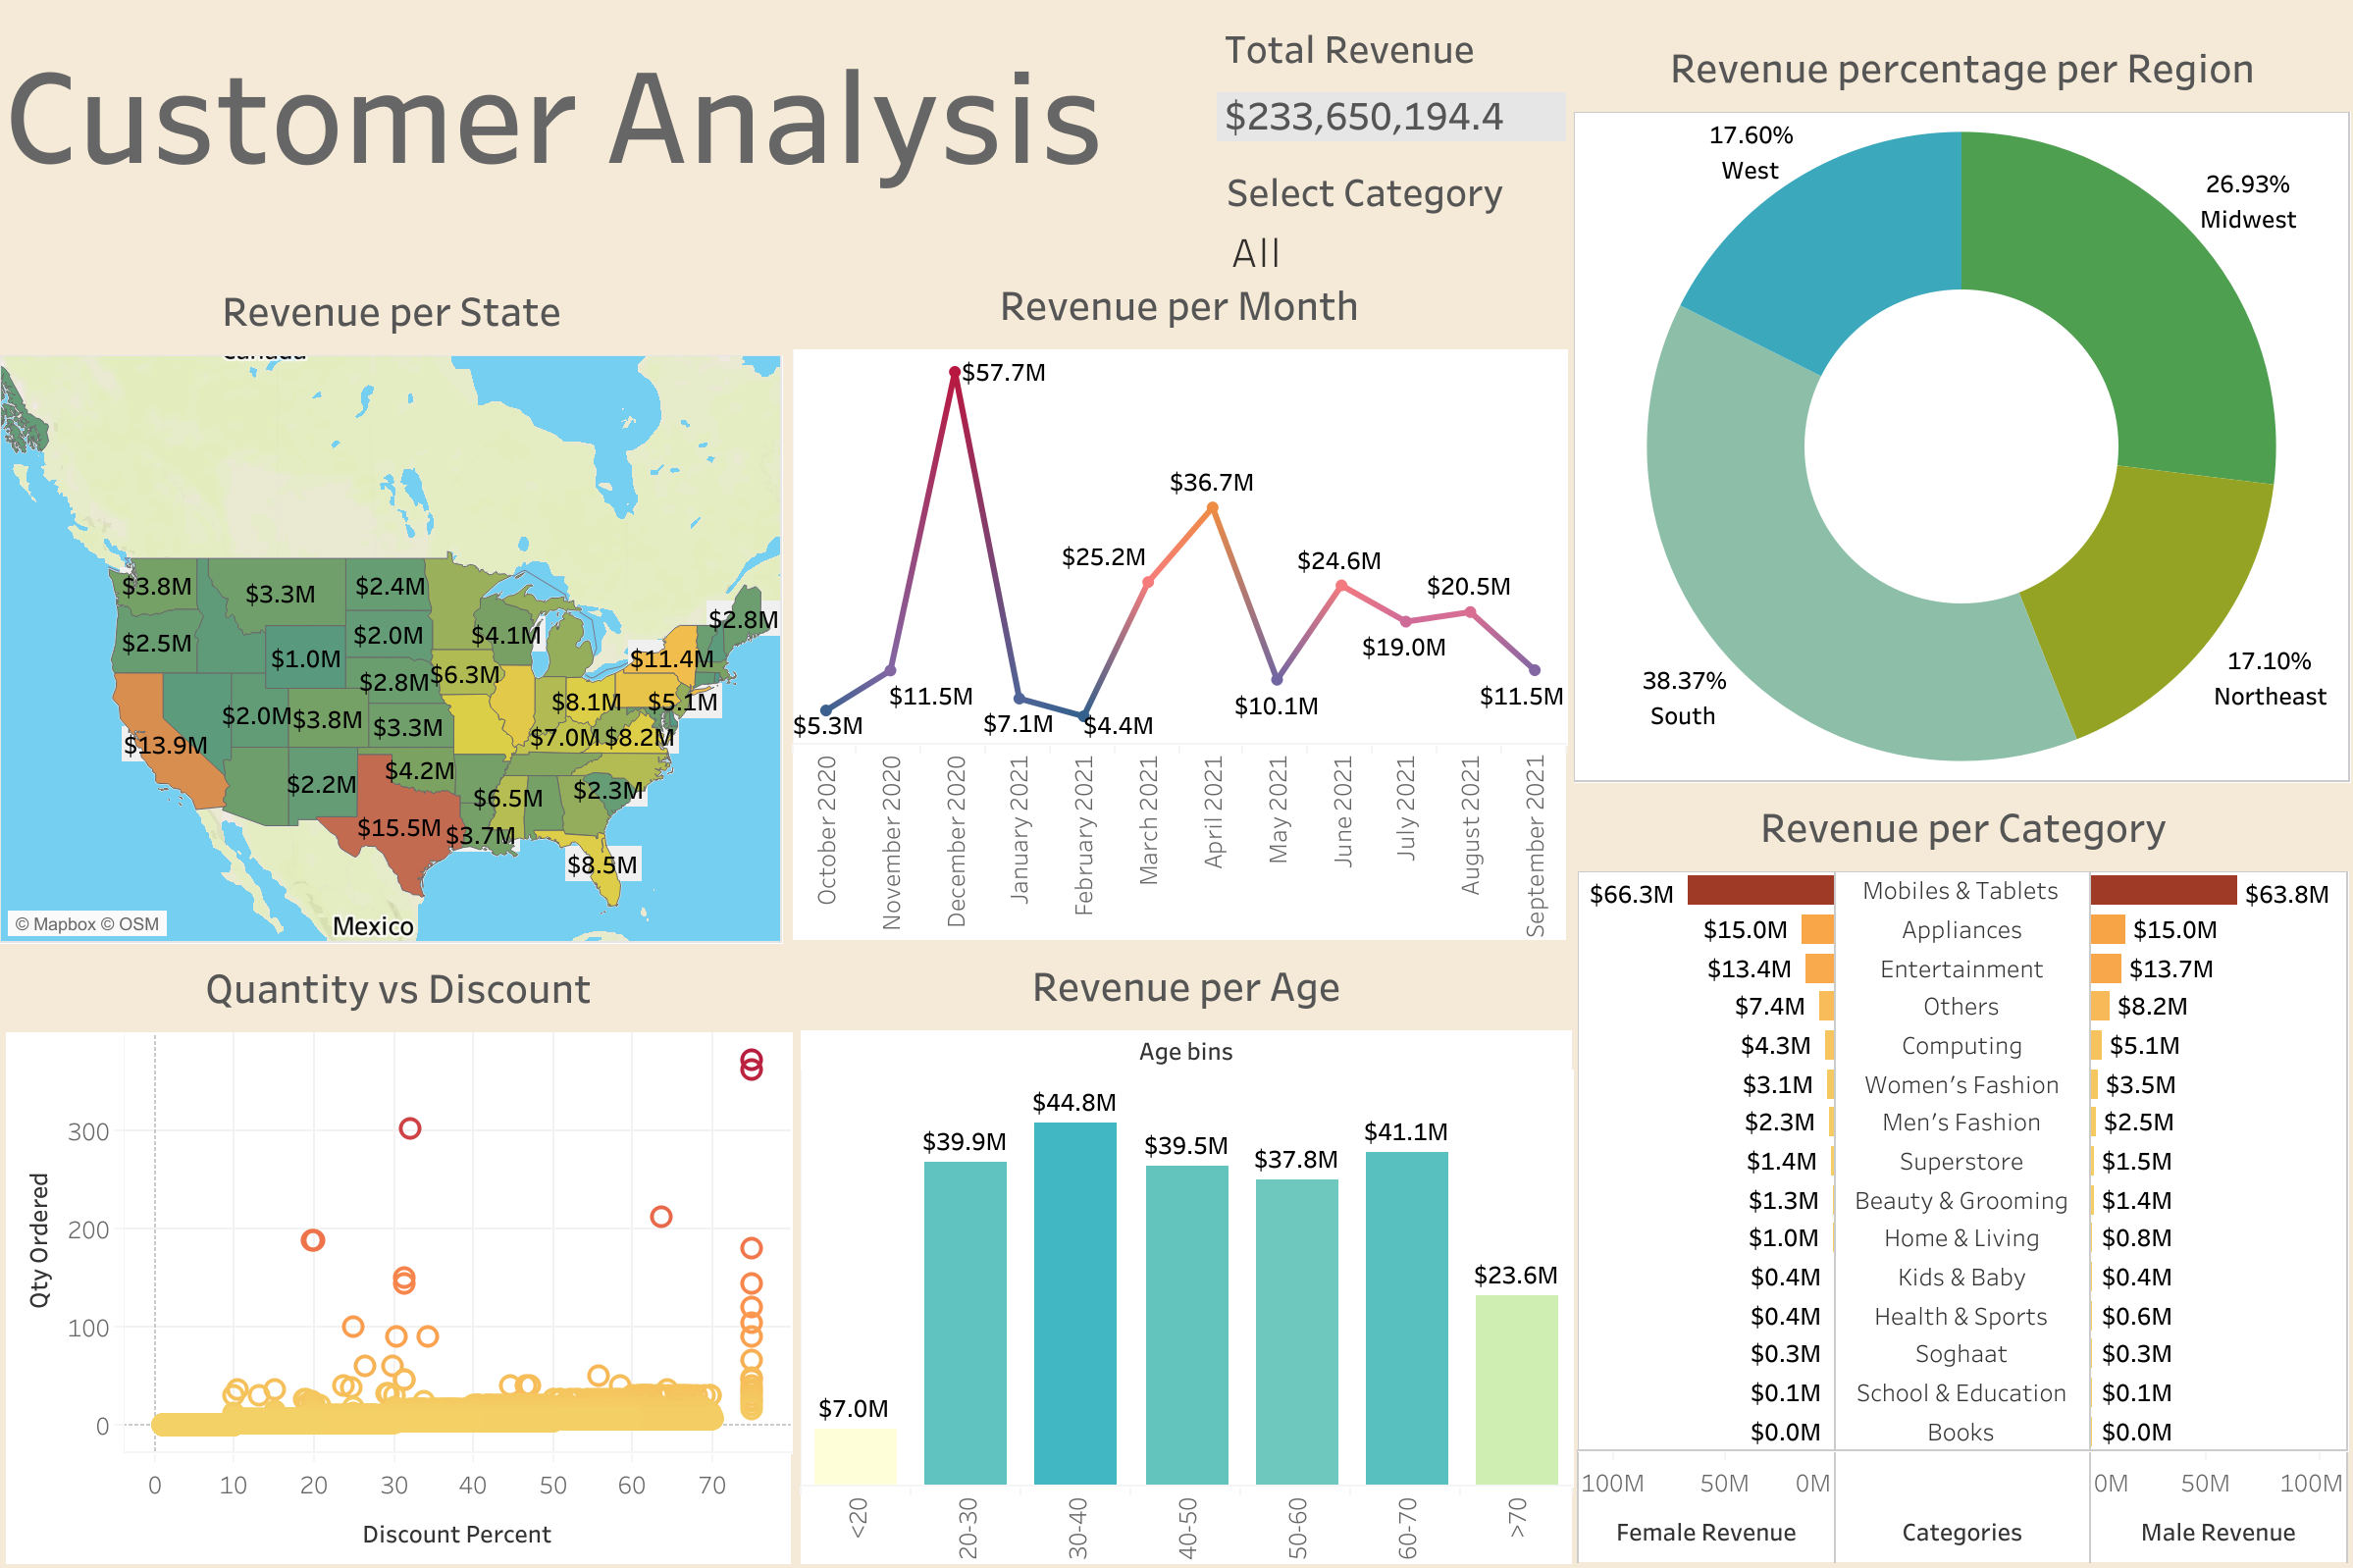 Customer Analysis
Total Revenue
$233,650,194.4
Select Category
All
Revenue per State
Canada
$3.8M
$3.3M
$2.4M
$2.8M
$2.5M
$1.0M
$2.0M
$4.1M
$11.4M
$2.8M
$6.3M
$2.0M
$3.8M
$3.3M
$8.1M
$5.1M
$13.9M
$7.0M
$8.2M
$2.2M
$4.2M
$6.5M
$2.3M
$15.5M
$3.7M
$8.5M
© Mapbox © OSM
Mexico
Revenue per Month
$57.7M
$36.7M
$25.2M
$24.6M
$20.5M
$19.0M
$11.5M
$10.1M
$11.5M
$5.3M
$7.1M
$4.4M
October 2020
November 2020
December 2020
January 2021
February 2021
March 2021
April 2021
May 2021
June 2021
July 2021
August 2021
September 2021
Revenue percentage per Region
17.60%
West
26.93%
Midwest
38.37%
South
17.10%
Northeast
Quantity vs Discount
Qty Ordered
300
200
100
0
0 10 20 30 40 50 60 70
Discount Percent
Revenue per Age
Age bins
$7.0M
$39.9M
$44.8M
$39.5M
$37.8M
$41.1M
$23.6M
<20
20-30
30-40
40-50
50-60
60-70
>70
Revenue per Category
$66.3M Mobiles & Tablets $63.8M
$15.0M Appliances $15.0M
$13.4M Entertainment $13.7M
$7.4M Others $8.2M
$4.3M Computing $5.1M
$3.1M Women’s Fashion $3.5M
$2.3M Men’s Fashion $2.5M
$1.4M Superstore $1.5M
$1.3M Beauty & Grooming $1.4M
$1.0M Home & Living $0.8M
$0.4M Kids & Baby $0.4M
$0.4M Health & Sports $0.6M
$0.3M Soghaat $0.3M
$0.1M School & Education $0.1M
$0.0M Books $0.0M
100M 50M 0M 0M 50M 100M
Female Revenue Categories Male Revenue